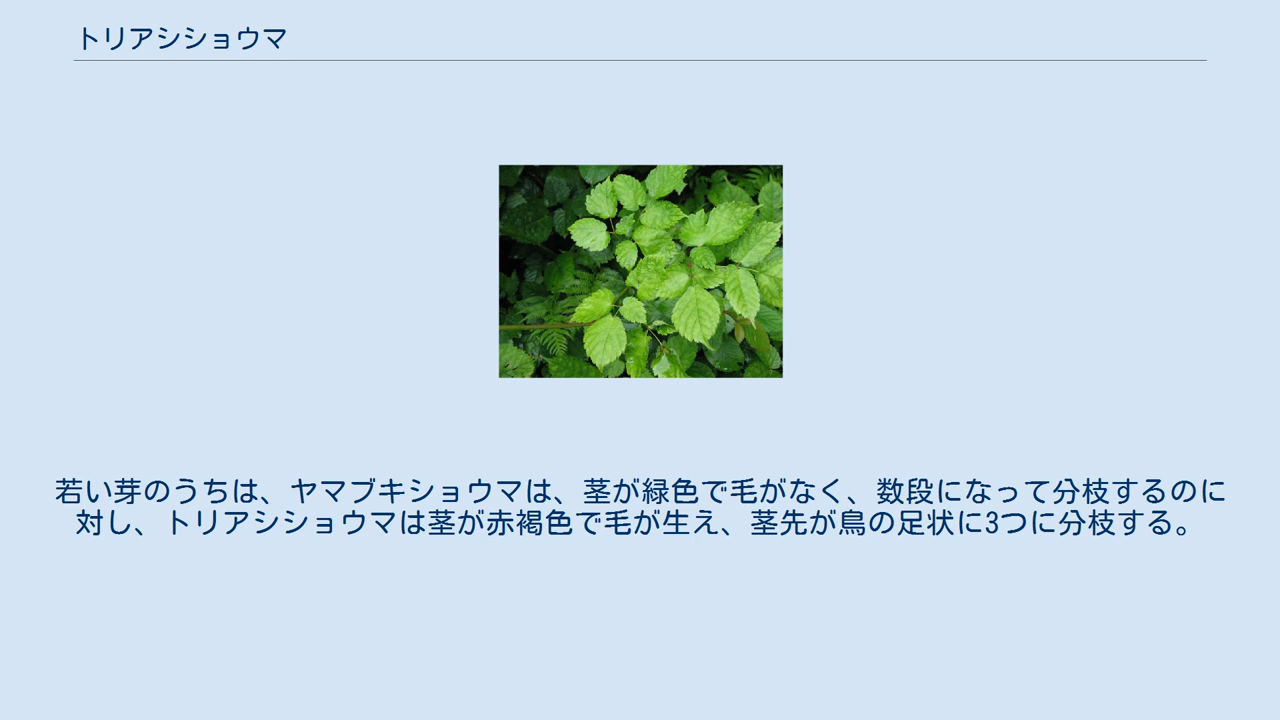 トリアシショウマ
若い芽のうちは、ヤマブキショウマは、茎が緑色で毛がなく、数段になって分枝するのに
対し、トリアシショウマは茎が赤褐色で毛が生え、茎先が鳥の足状に3つに分枝する。